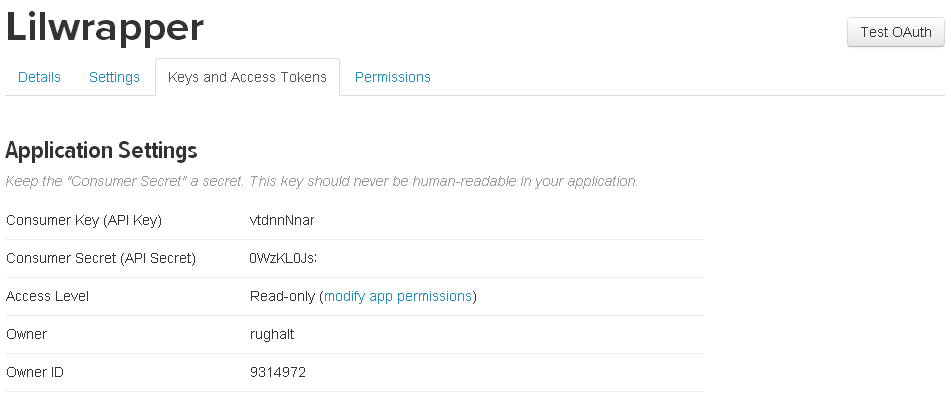 Lilwrapper
Test OAuth
Details Settings Keys and Access Tokens Permissions
Application Settings
Keep the "Consumer Secret" a secret. This key should never be human-readable in your application.
Consumer Key (API Key) vtdnnNnar
Consumer Secret (API Secret) 0WzKL0Js
Access Level Read-only (modify app permissions)
Owner rughalt
Owner ID 9314972